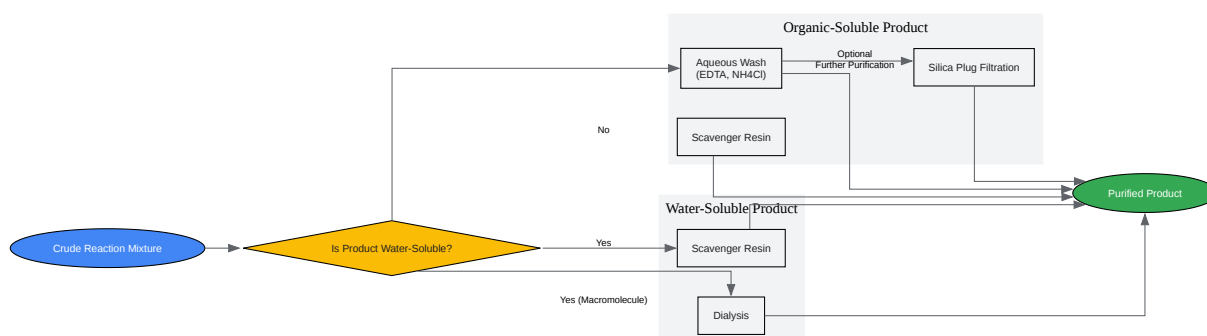 Organic-Soluble Product
Aqueous Wash
(EDTA, NH4Cl)
Optional
Further Purification
Silica Plug Filtration
No
Scavenger Resin
Purified Product
Water-Soluble Product
Crude Reaction Mixture
Is Product Water-Soluble?
Yes
Scavenger Resin
Yes (Macromolecule)
Dialysis